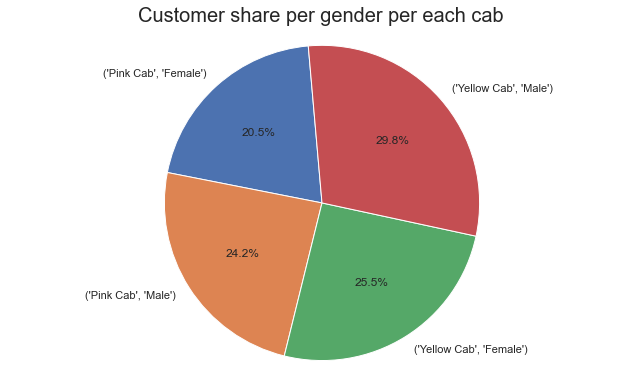 Customer share per gender per each cab
('Pink Cab', 'Female')
('Yellow Cab', 'Male')
20.5%
29.8%
24.2%
25.5%
('Pink Cab', 'Male')
('Yellow Cab', 'Female')